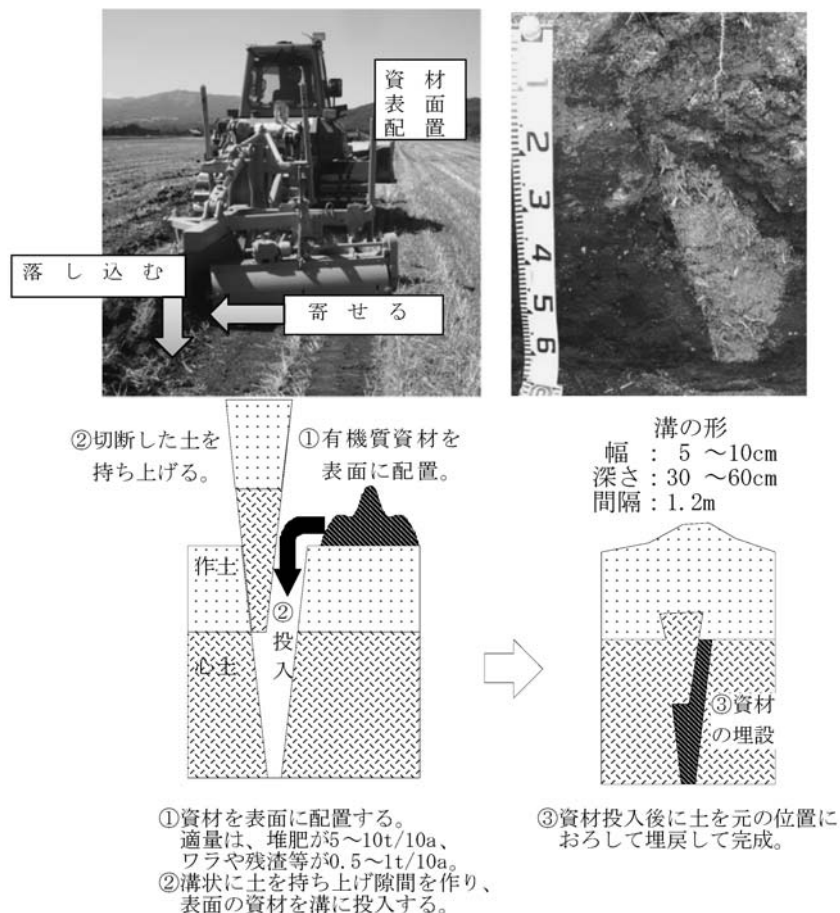 資材
表面
配置
落し込む
寄せる
1
2
3
4
5
6
②切断した土を
持ち上げる。
①有機質資材を
表面に配置。
作土
心土
②
投
入
溝の形
幅 : 5 ～10cm
深さ:30 ～60cm
間隔:1.2m
③資材
の埋設
①資材を表面に配置する。
適量は、堆肥が5～10t/10a、
ワラや残渣等が0.5～1t/10a。
②溝状に土を持ち上げ隙間を作り、
表面の資材を溝に投入する。
③資材投入後に土を元の位置に
おろして埋戻して完成。